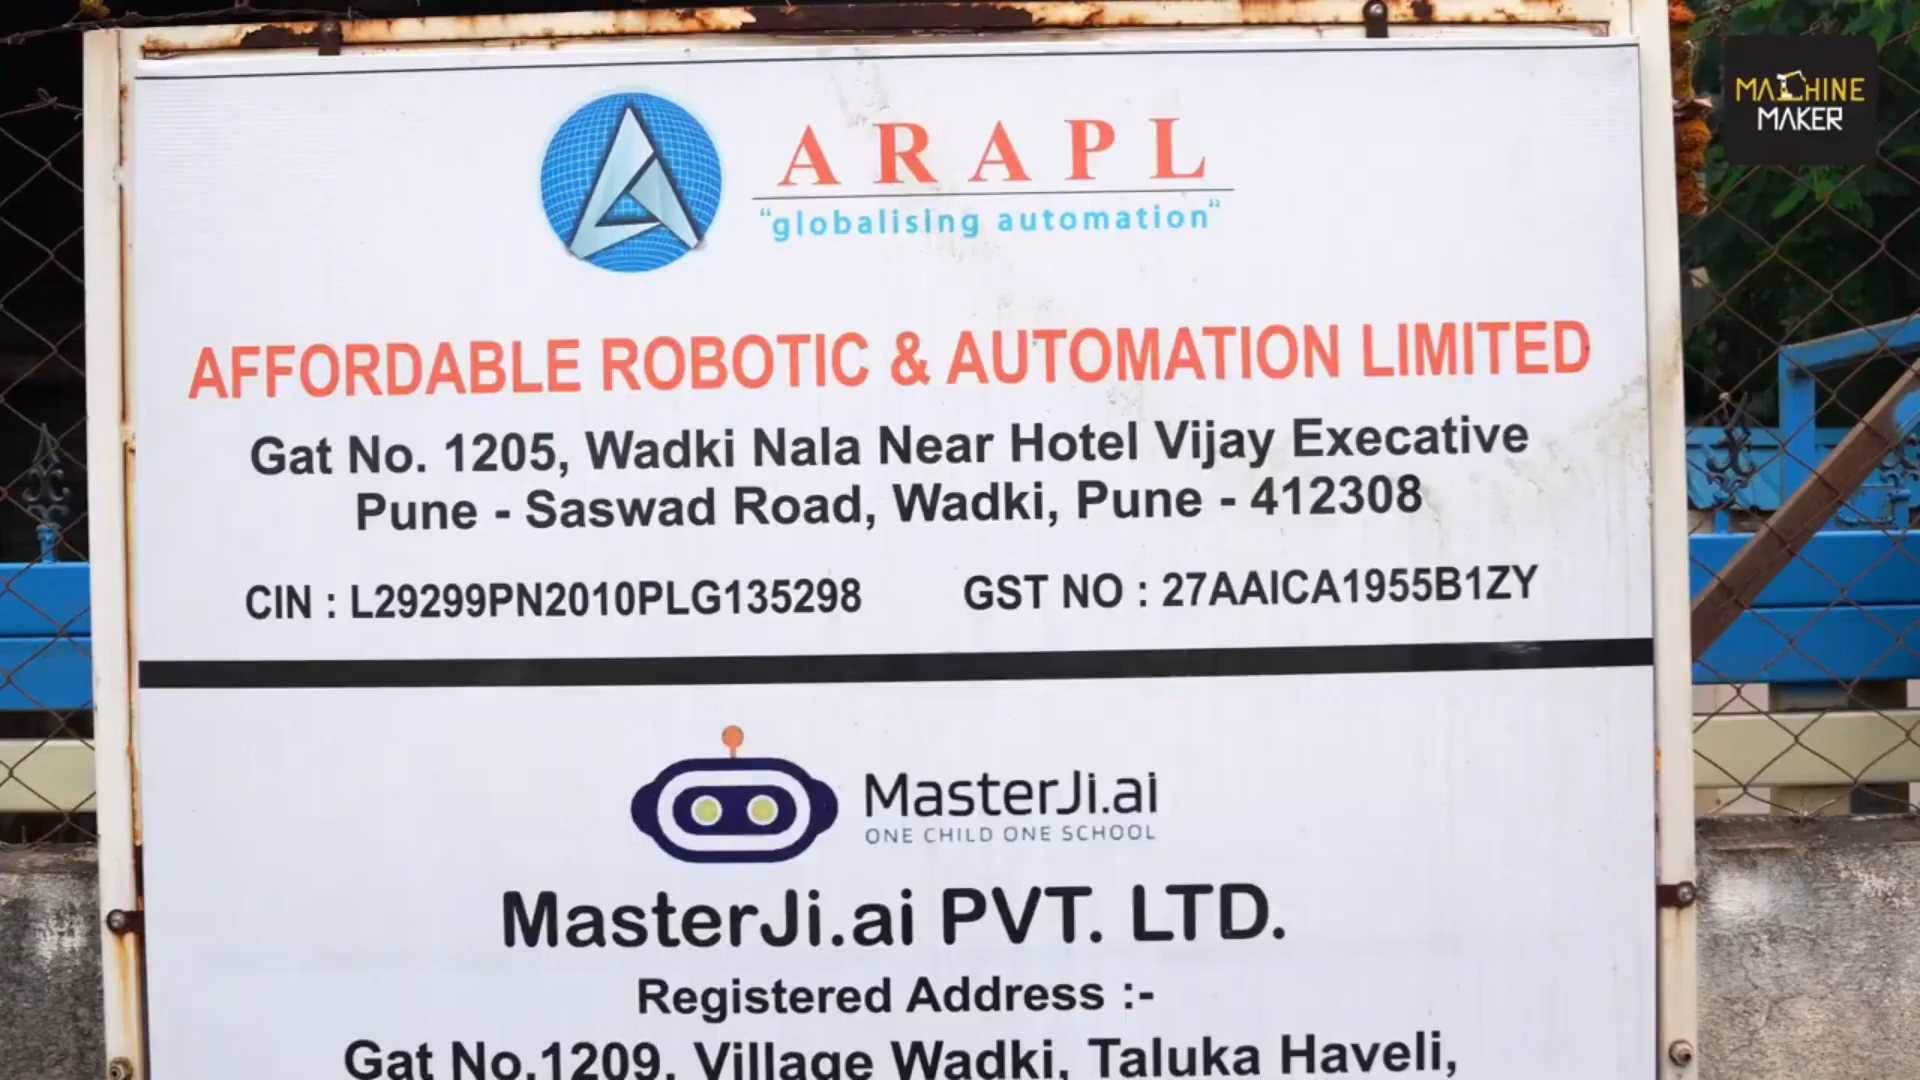 MACHINE
MAKER
ARAPL
"globalising automation"
AFFORDABLE ROBOTIC & AUTOMATION LIMITED
Gat No. 1205, Wadki Nala Near Hotel Vijay Execative
Pune - Saswad Road, Wadki, Pune - 412308
CIN : L29299PN2010PLG135298 GST NO : 27AAICA1955B1ZY
MasterJi.ai
ONE CHILD ONE SCHOOL
MasterJi.ai PVT. LTD.
Registered Address :-
Gat No.1209, Village Wadki, Taluka Haveli,